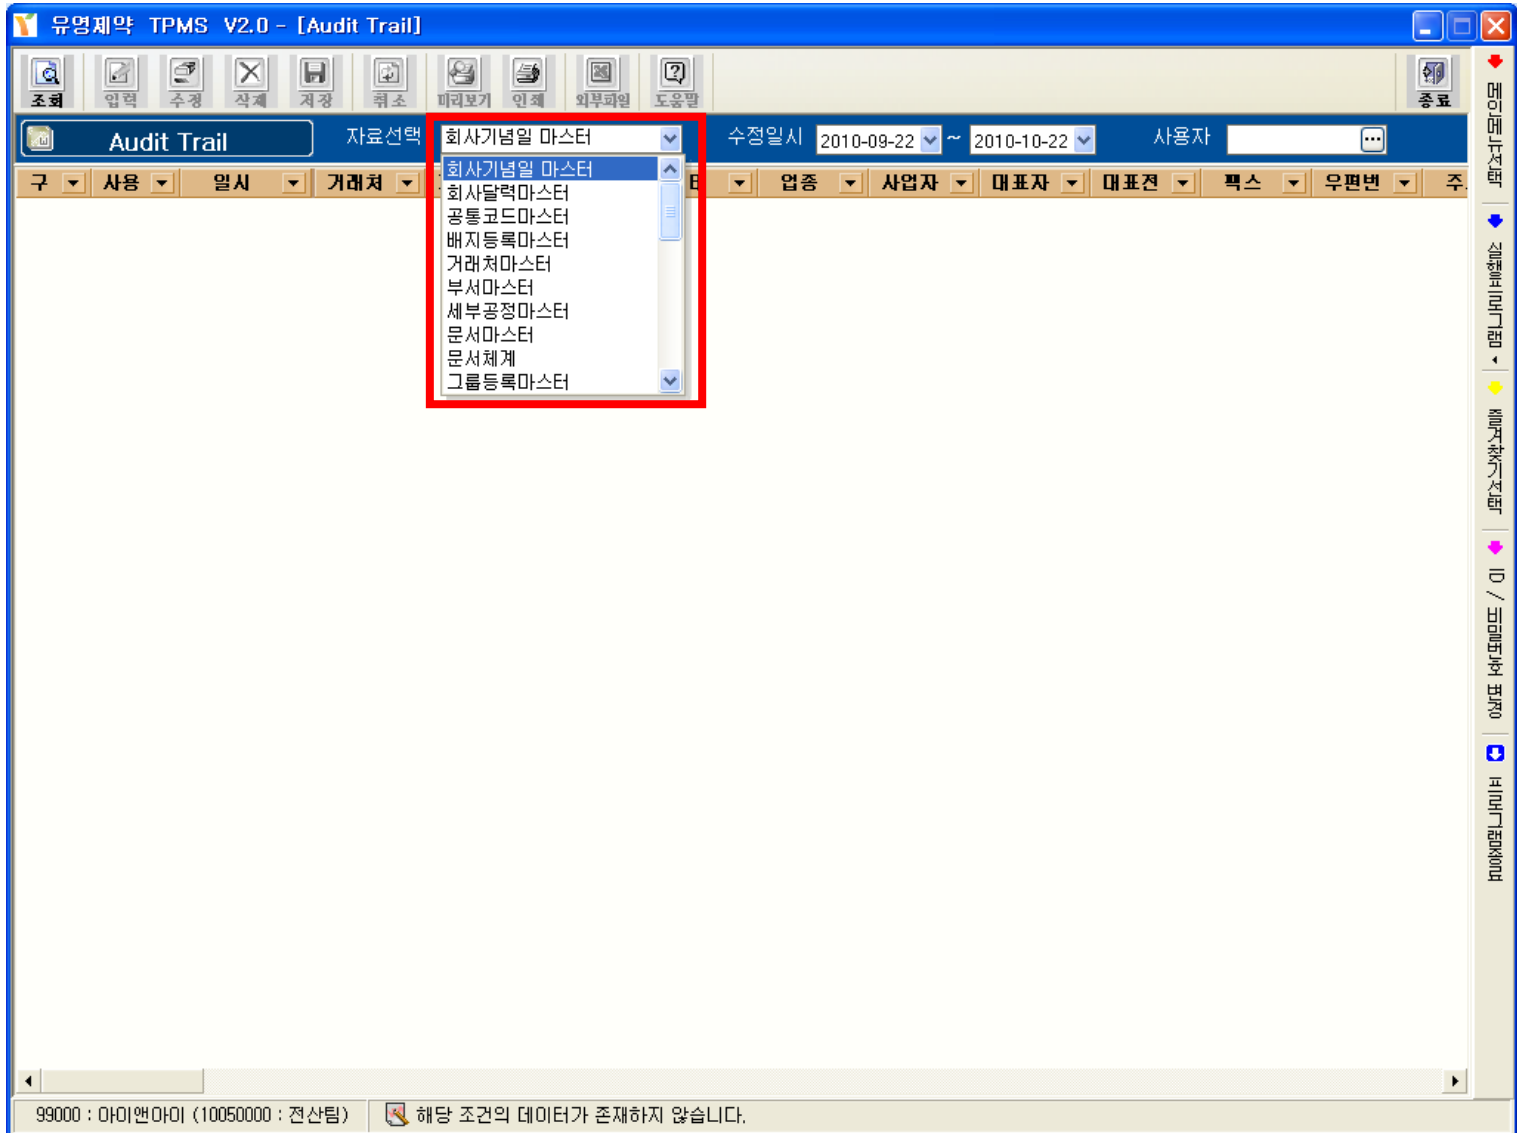 유영제약 TPMS V2.0 - [Audit Trail]
조회 입력 수정 삭제 저장 취소 미리보기 인쇄 외부파일 도움말 종료
Audit Trail 자료선택 회사기념일 마스터 수정일시 2010-09-22 ~ 2010-10-22 사용자
구 사용 일시 거래처 업종 사업자 대표자 대표전 팩스 우편번 주
회사기념일 마스터
회사달력마스터
공통코드마스터
배지등록마스터
거래처마스터
부서마스터
세부공정마스터
문서마스터
문서체계
그룹등록마스터
메인메뉴선택
실행프로그램
즐겨찾기선택
ID / 비밀번호 변경
프로그램종료
99000 : 아이앤아이 (10050000 : 전산팀) 해당 조건의 데이터가 존재하지 않습니다.